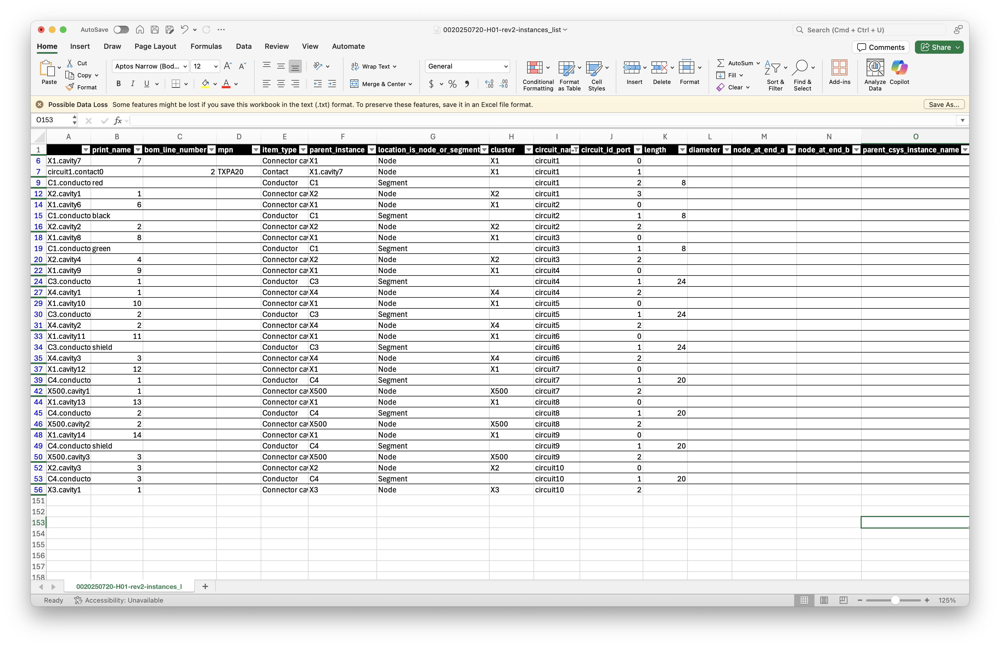 AutoSave
0020250720-H01-rev2-instances_list
Search (Cmd + Ctrl + U)
Home Insert Draw Page Layout Formulas Data Review View Automate
Comments
Share
Paste
Cut
Copy
Format
Aptos Narrow (Bod... 12
B I U
Wrap Text
Merge & Center
General
$ % 9
Conditional Formatting
Format as Table
Cell Styles
Insert
Delete
Format
AutoSum
Fill
Clear
Sort & Filter
Find & Select
Add-ins
Analyze Data
Copilot
Possible Data Loss Some features might be lost if you save this workbook in the text (.txt) format. To preserve these features, save it in an Excel file format.
Save As...
O153 fx
A B C D E F G H I J K L M N O
1 print_name bom_line_number mpn item_type parent_instance location_is_node_or_segment cluster circuit_nar circuit_id_port length diameter node_at_end_a node_at_end_b parent_csys_instance_name
6 X1.cavity7 7 Connector cav X1 Node X1 circuit1 0
7 circuit1.contact0 2 TXPA20 Contact X1.cavity7 Node X1 circuit1 1
9 C1.conducto red Conductor C1 Segment circuit1 2 8
12 X2.cavity1 1 Connector cav X2 Node X2 circuit1 3
14 X1.cavity6 6 Connector cav X1 Node X1 circuit2 0
15 C1.conducto black Conductor C1 Segment circuit2 1 8
16 X2.cavity2 2 Connector cav X2 Node X2 circuit2 2
18 X1.cavity8 8 Connector cav X1 Node X1 circuit3 0
19 C1.conducto green Conductor C1 Segment circuit3 1 8
20 X2.cavity4 4 Connector cav X2 Node X2 circuit3 2
22 X1.cavity9 9 Connector cav X1 Node X1 circuit4 0
24 C3.conducto 1 Conductor C3 Segment circuit4 1 24
27 X4.cavity1 1 Connector cav X4 Node X4 circuit4 2
29 X1.cavity10 10 Connector cav X1 Node X1 circuit5 0
30 C3.conducto 2 Conductor C3 Segment circuit5 1 24
31 X4.cavity2 2 Connector cav X4 Node X4 circuit5 2
33 X1.cavity11 11 Connector cav X1 Node X1 circuit6 0
34 C3.conducto shield Conductor C3 Segment circuit6 1 24
35 X4.cavity3 3 Connector cav X4 Node X4 circuit6 2
37 X1.cavity12 12 Connector cav X1 Node X1 circuit7 0
39 C4.conducto 1 Conductor C4 Segment circuit7 1 20
42 X500.cavity1 1 Connector cav X500 Node X500 circuit7 2
44 X1.cavity13 13 Connector cav X1 Node X1 circuit8 0
45 C4.conducto 2 Conductor C4 Segment circuit8 1 20
46 X500.cavity2 2 Connector cav X500 Node X500 circuit8 2
48 X1.cavity14 14 Connector cav X1 Node X1 circuit9 0
49 C4.conducto shield Conductor C4 Segment circuit9 1 20
50 X500.cavity3 3 Connector cav X500 Node X500 circuit9 2
52 X2.cavity3 3 Connector cav X2 Node X2 circuit10 0
53 C4.conducto 3 Conductor C4 Segment circuit10 1 20
56 X3.cavity1 1 Connector cav X3 Node X3 circuit10 2
151
152
153
154
155
156
157
158
0020250720-H01-rev2-instances_l
Ready Accessibility: Unavailable 125%